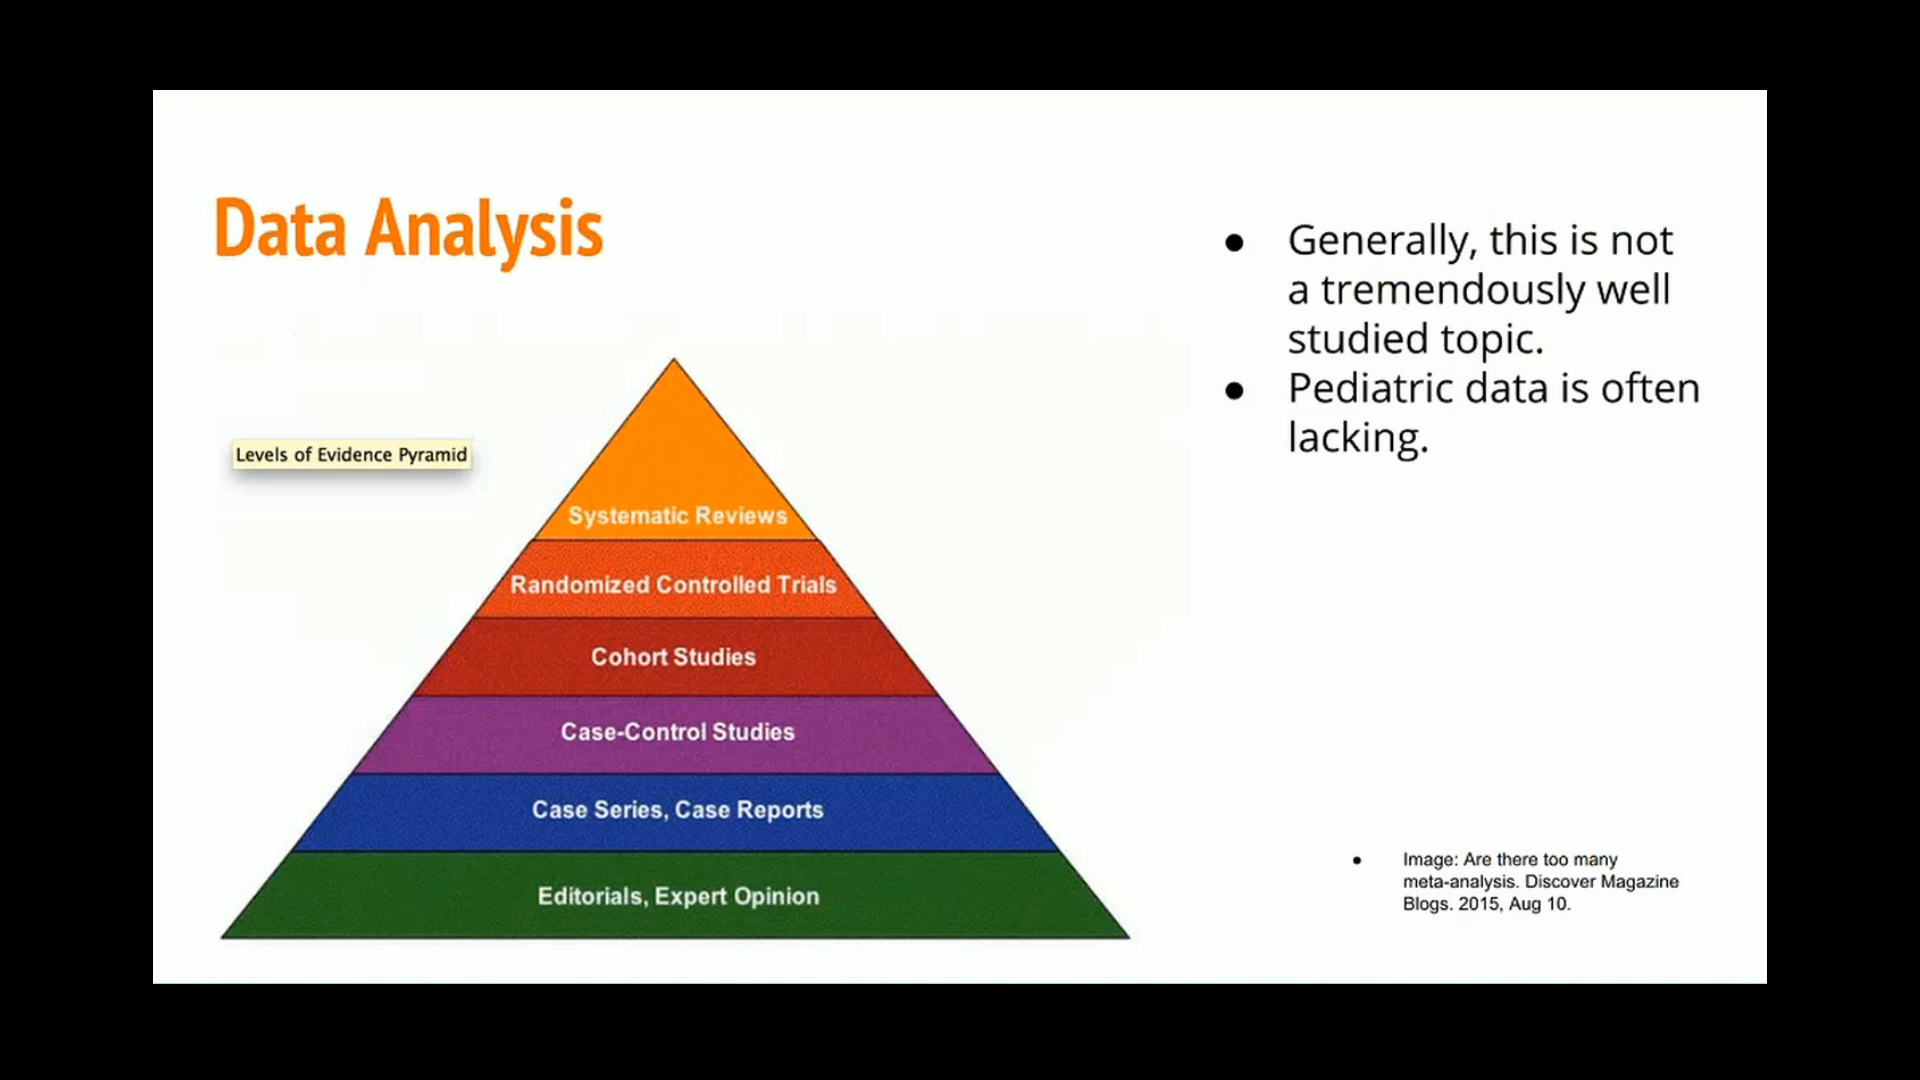 Data Analysis
Levels of Evidence Pyramid
Systematic Reviews
Randomized Controlled Trials
Cohort Studies
Case-Control Studies
Case Series, Case Reports
Editorials, Expert Opinion
● Generally, this is not
a tremendously well
studied topic.
● Pediatric data is often
lacking.
● Image: Are there too many
meta-analysis. Discover Magazine
Blogs. 2015, Aug 10.